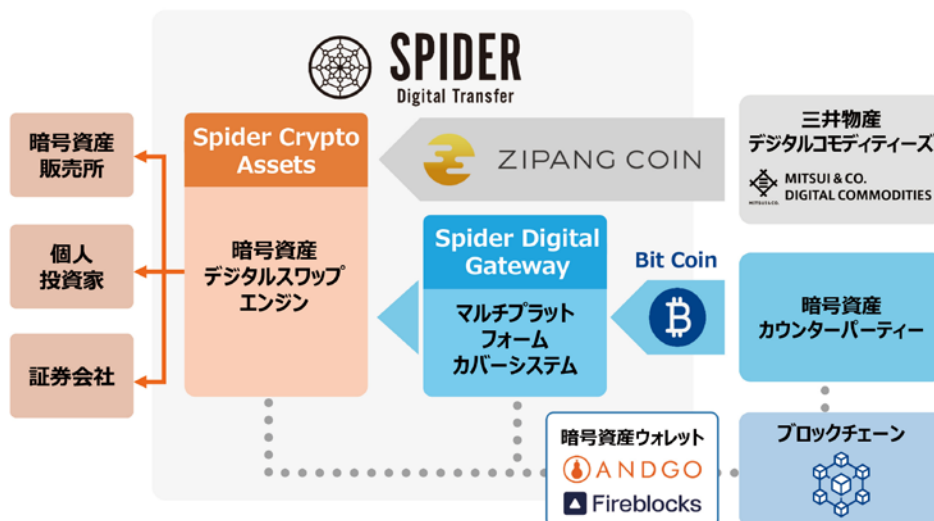 SPIDER
Digital Transfer
暗号資産
販売所
個人
投資家
証券会社
Spider Crypto
Assets
暗号資産
デジタルスワップ
エンジン
ZIPANG COIN
三井物産
デジタルコモディティーズ
MITSUI & CO.
MITSUI & CO.
DIGITAL COMMODITIES
Spider Digital
Gateway
マルチプラット
フォーム
カバーシステム
Bit Coin
暗号資産
カウンターパーティー
暗号資産ウォレット
ANDGO
Fireblocks
ブロックチェーン